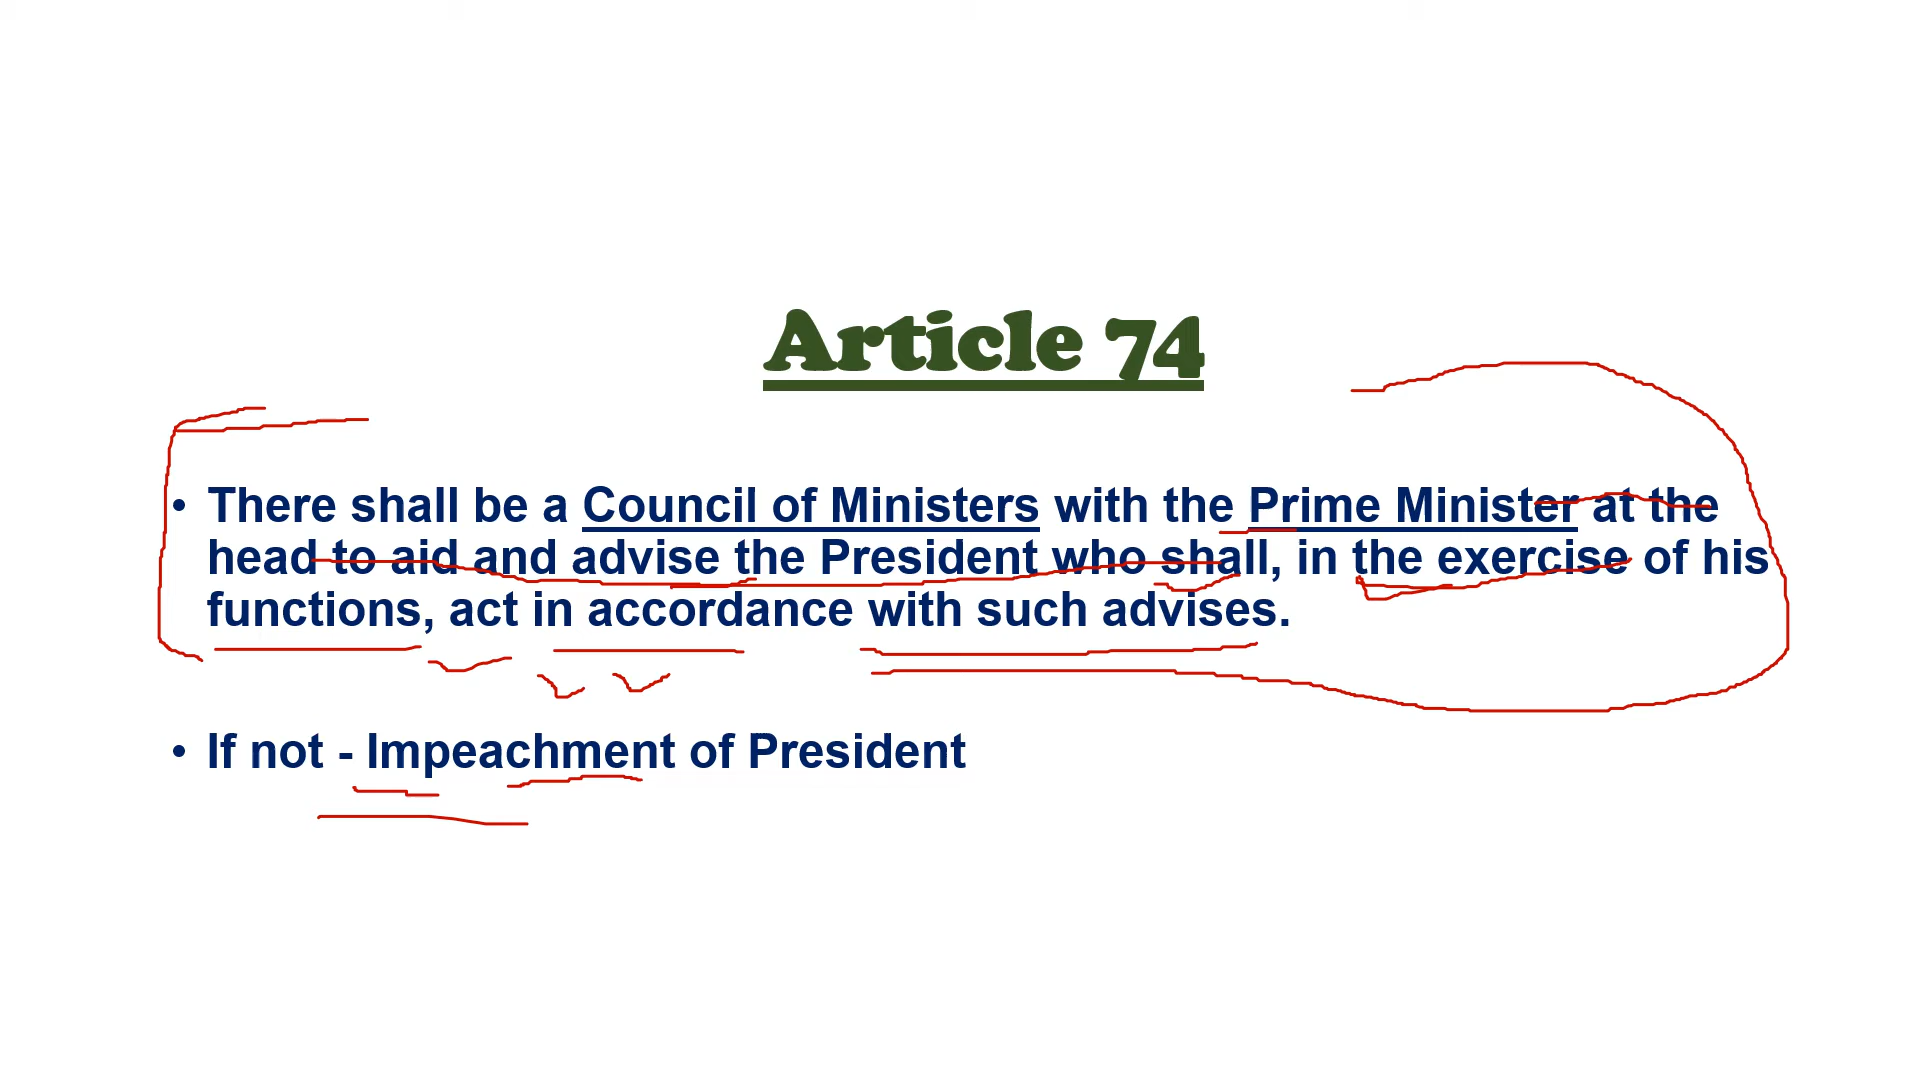 Article 74
• There shall be a Council of Ministers with the Prime Minister at the
head to aid and advise the President who shall, in the exercise of his
functions, act in accordance with such advises.
• If not - Impeachment of President